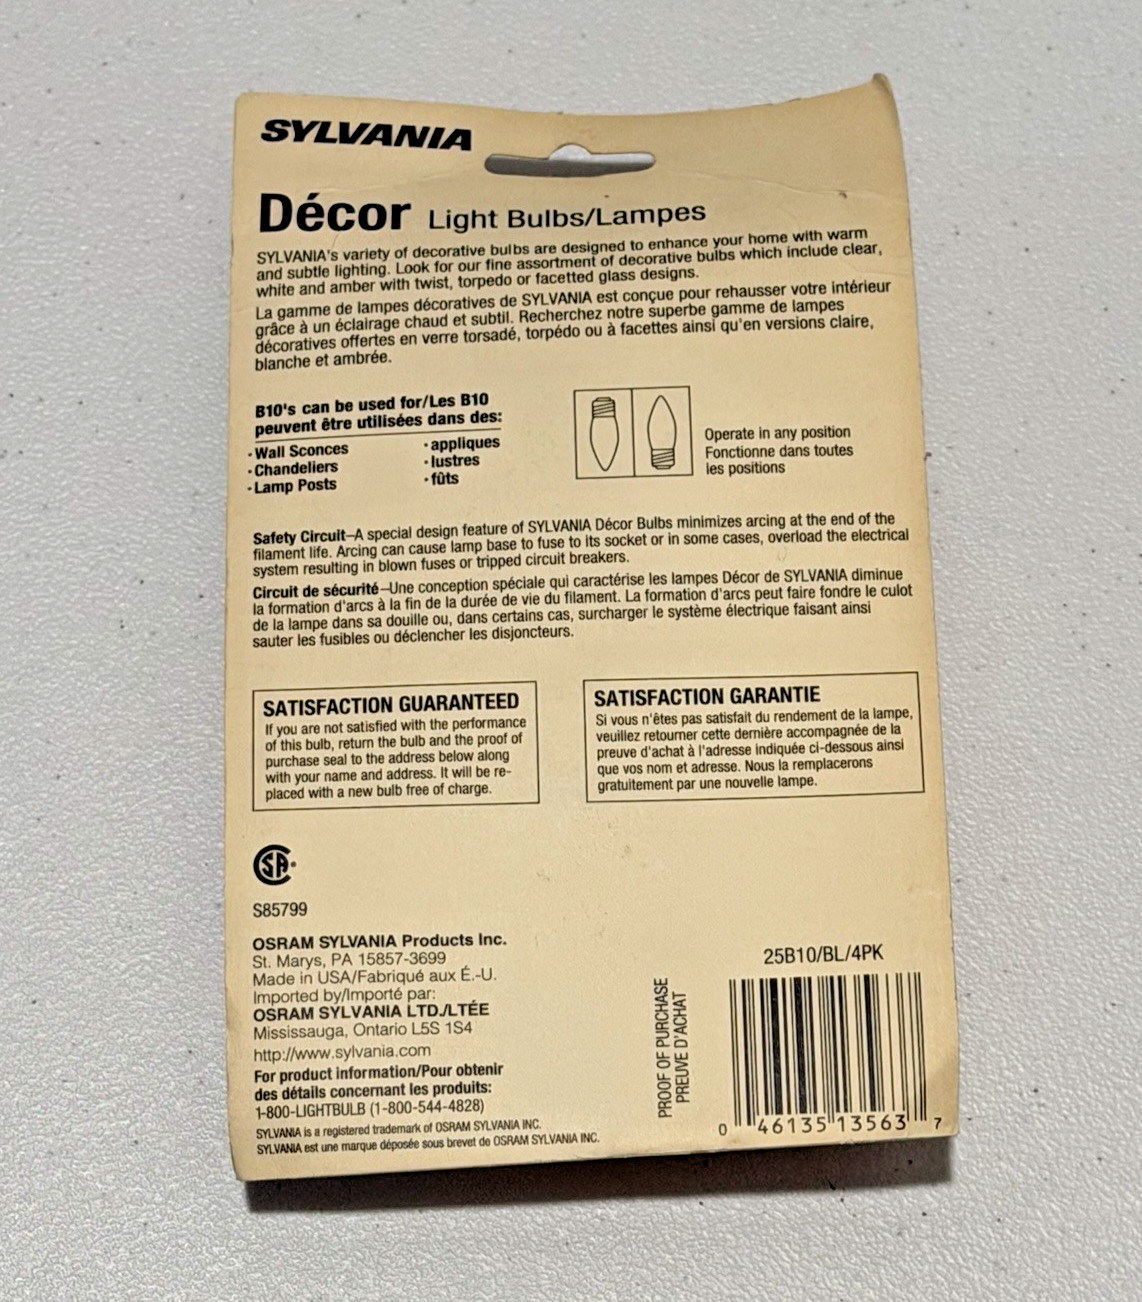 SYLVANIA
Décor Light Bulbs/Lampes
SYLVANIA's variety of decorative bulbs are designed to enhance your home with warm
and subtle lighting. Look for our fine assortment of decorative bulbs which include clear,
white and amber with twist, torpedo or facetted glass designs.
La gamme de lampes décoratives de SYLVANIA est conçue pour rehausser votre intérieur
grâce à un éclairage chaud et subtil. Recherchez notre superbe gamme de lampes
décoratives offertes en verre torsadé, torpédo ou à facettes ainsi qu'en versions claire,
blanche et ambrée.
B10's can be used for/Les B10
peuvent être utilisées dans des:
· Wall Sconces
· Chandeliers
· Lamp Posts
· appliques
· lustres
· fûts
Operate in any position
Fonctionne dans toutes
les positions
Safety Circuit–A special design feature of SYLVANIA Décor Bulbs minimizes arcing at the end of the
filament life. Arcing can cause lamp base to fuse to its socket or in some cases, overload the electrical
system resulting in blown fuses or tripped circuit breakers.
Circuit de sécurité–Une conception spéciale qui caractérise les lampes Décor de SYLVANIA diminue
la formation d'arcs à la fin de la durée de vie du filament. La formation d'arcs peut faire fondre le culot
de la lampe dans sa douille ou, dans certains cas, surcharger le système électrique faisant ainsi
sauter les fusibles ou déclencher les disjoncteurs.
SATISFACTION GUARANTEED
If you are not satisfied with the performance
of this bulb, return the bulb and the proof of
purchase seal to the address below along
with your name and address. It will be re-
placed with a new bulb free of charge.
SATISFACTION GARANTIE
Si vous n'êtes pas satisfait du rendement de la lampe,
veuillez retourner cette dernière accompagnée de la
preuve d'achat à l'adresse indiquée ci-dessous ainsi
que vos nom et adresse. Nous la remplacerons
gratuitement par une nouvelle lampe.
SA
S85799
OSRAM SYLVANIA Products Inc.
St. Marys, PA 15857-3699
Made in USA/Fabriqué aux É.-U.
Imported by/Importé par:
OSRAM SYLVANIA LTD./LTÉE
Mississauga, Ontario L5S 1S4
http://www.sylvania.com
For product information/Pour obtenir
des détails concernant les produits:
1-800-LIGHTBULB (1-800-544-4828)
SYLVANIA is a registered trademark of OSRAM SYLVANIA INC.
SYLVANIA est une marque déposée sous brevet de OSRAM SYLVANIA INC.
PROOF OF PURCHASE
PREUVE D'ACHAT
25B10/BL/4PK
0 46135 13563 7